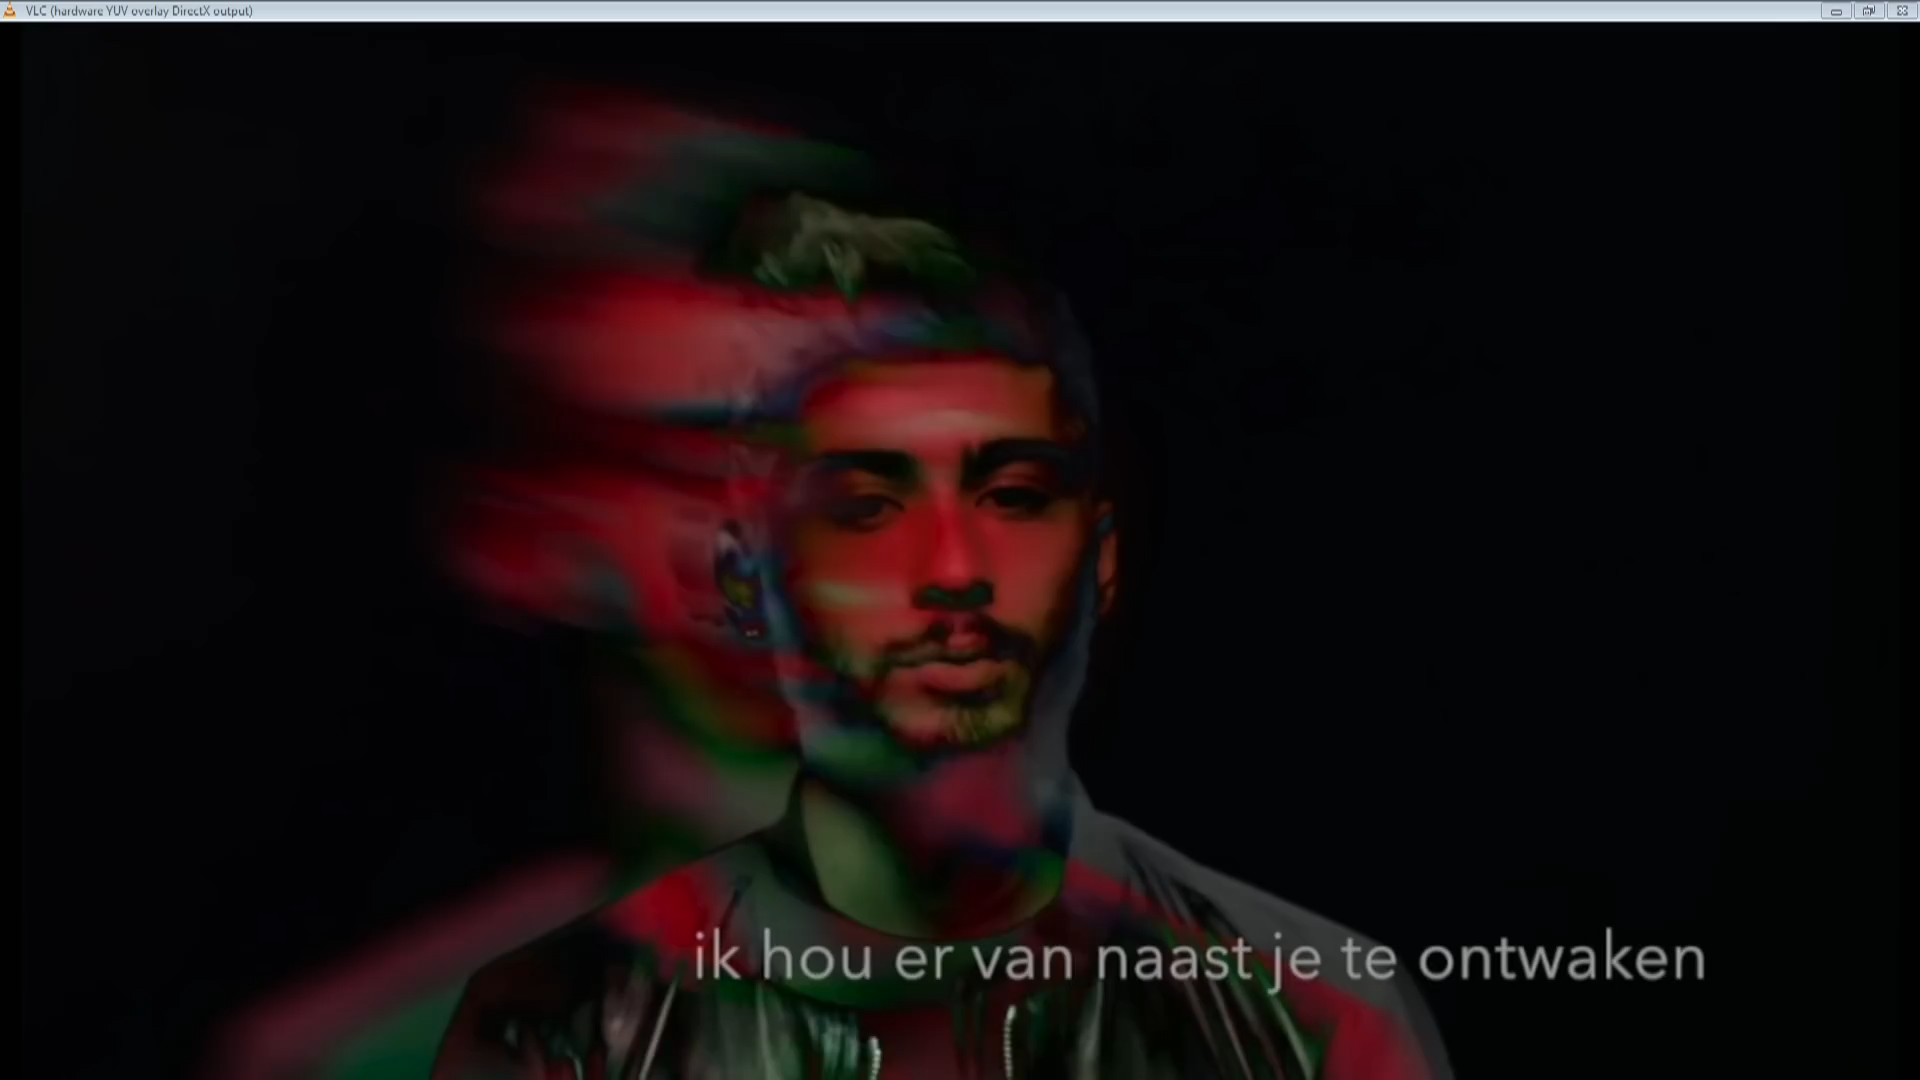 VLC (hardware YUV overlay DirectX output)
ik hou er van naast je te ontwaken